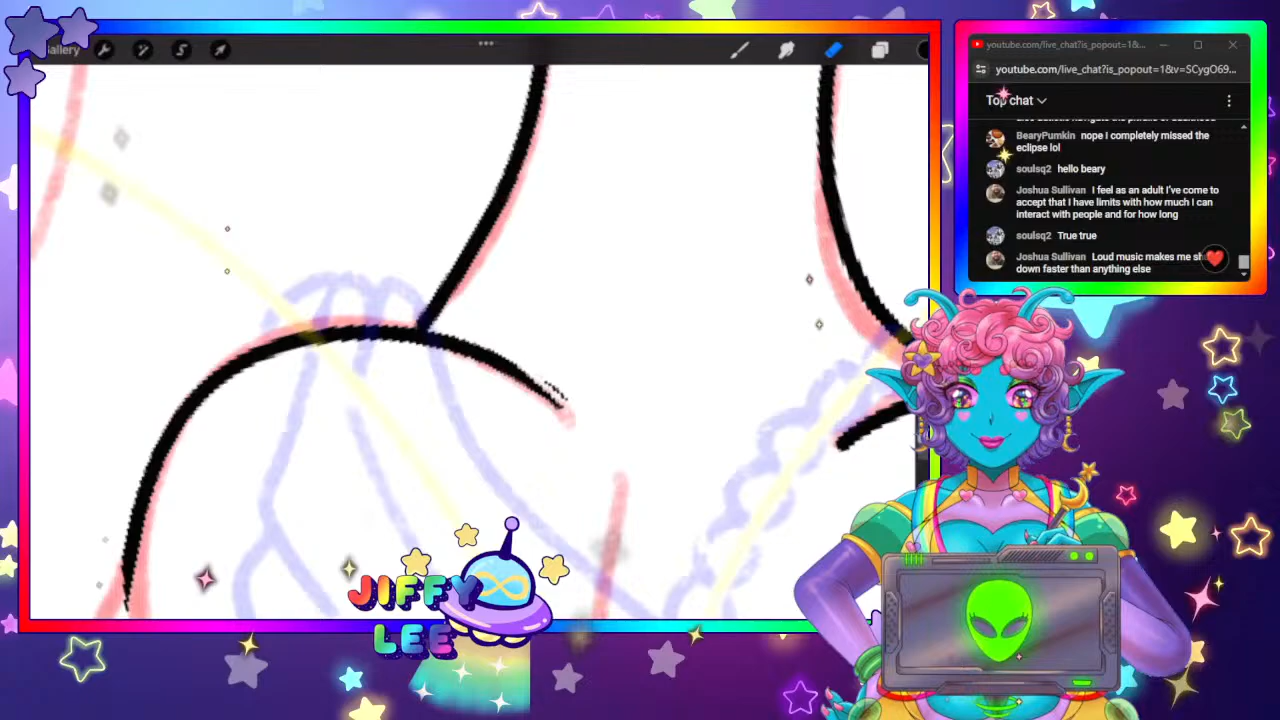 allery
youtube.com/live_chat?is_popout=1&...
youtube.com/live_chat?is_popout=1&v=SCygO69...
Top chat
BearyPumkin nope I completely missed the
eclipse lol
soulsq2 hello beary
Joshua Sullivan I feel as an adult I've come to
accept that I have limits with how much I can
interact with people and for how long
soulsq2 True true
Joshua Sullivan Loud music makes me sh
down faster than anything else
JIFFY
LEE